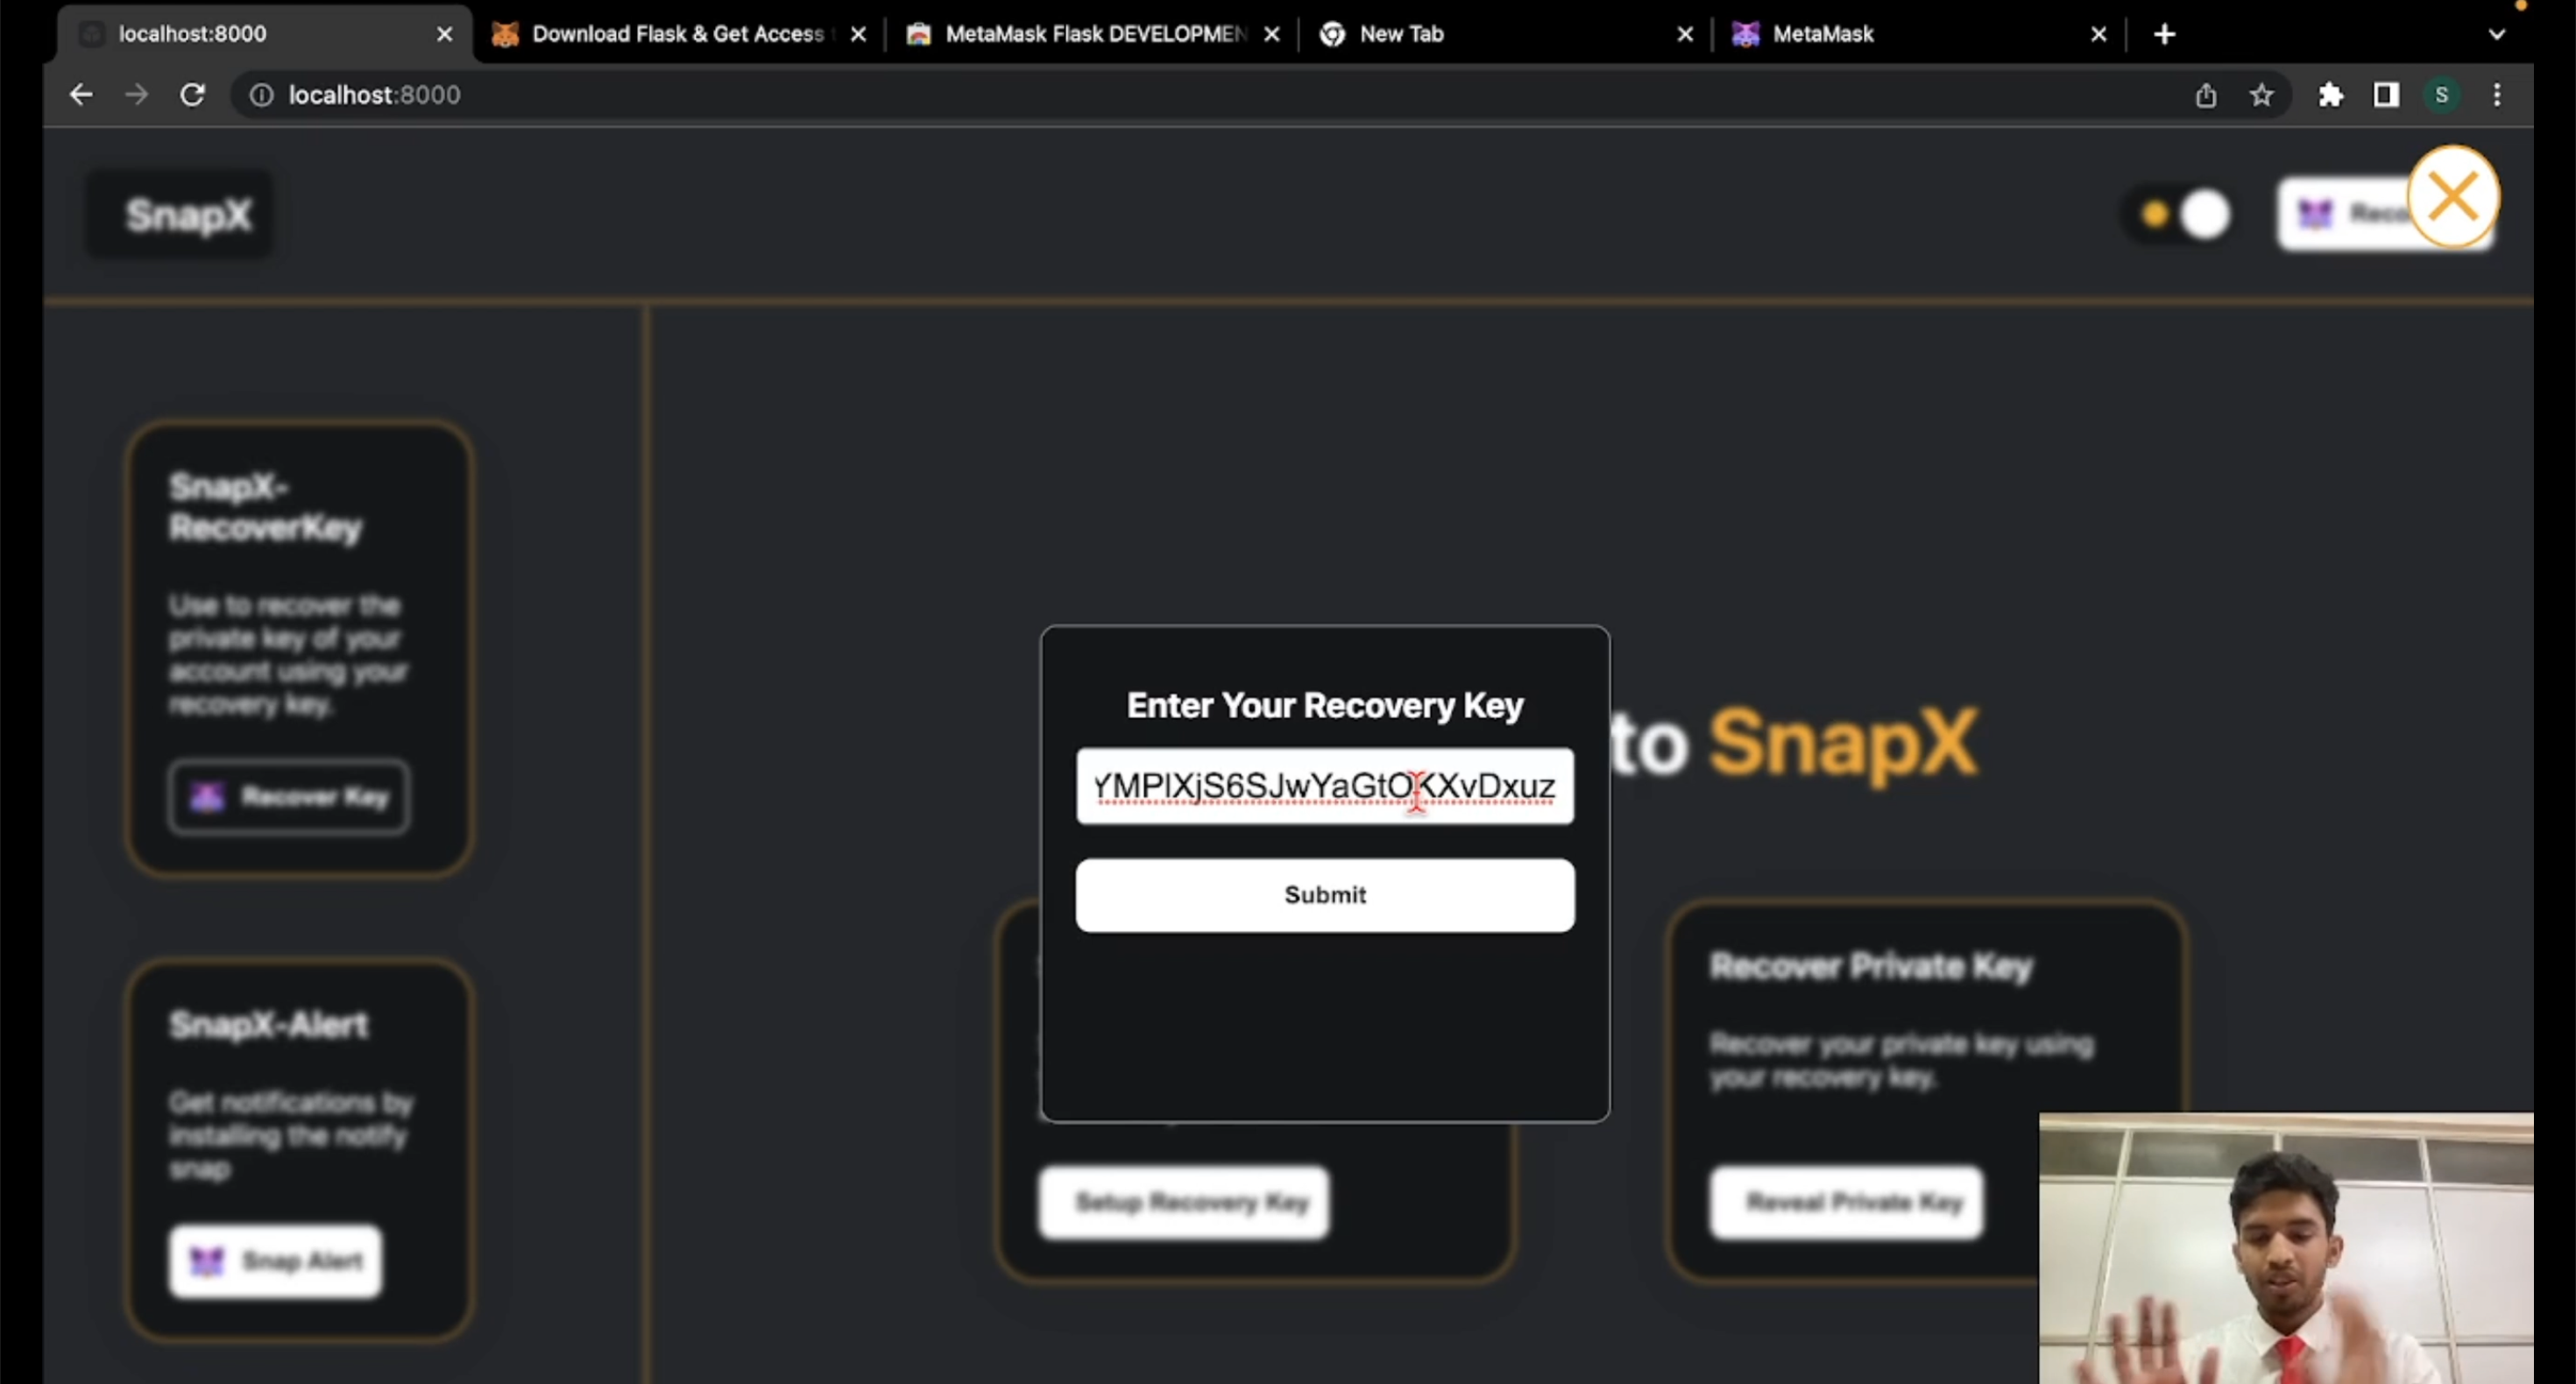 localhost:8000
Download Flask & Get Access
MetaMask Flask DEVELOPMEN
New Tab
MetaMask
localhost:8000
S
SnapX
Reco
SnapX-
RecoverKey
Use to recover the
private key of your
account using your
recovery key.
Recover Key
SnapX-Alert
Get notifications by
installing the notify
snap
Snap Alert
to SnapX
Enter Your Recovery Key
YMPlXjS6SJwYaGtOKXvDxuz
Submit
Setup Recovery Key
Recover Private Key
Recover your private key using
your recovery key.
Reveal Private Key